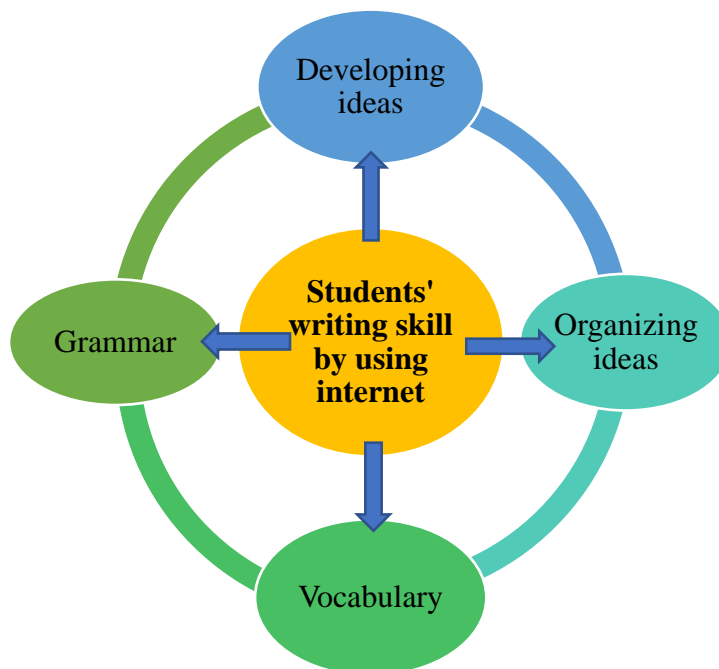 Developing
ideas
Students'
writing skill
by using
internet
Grammar
Organizing
ideas
Vocabulary